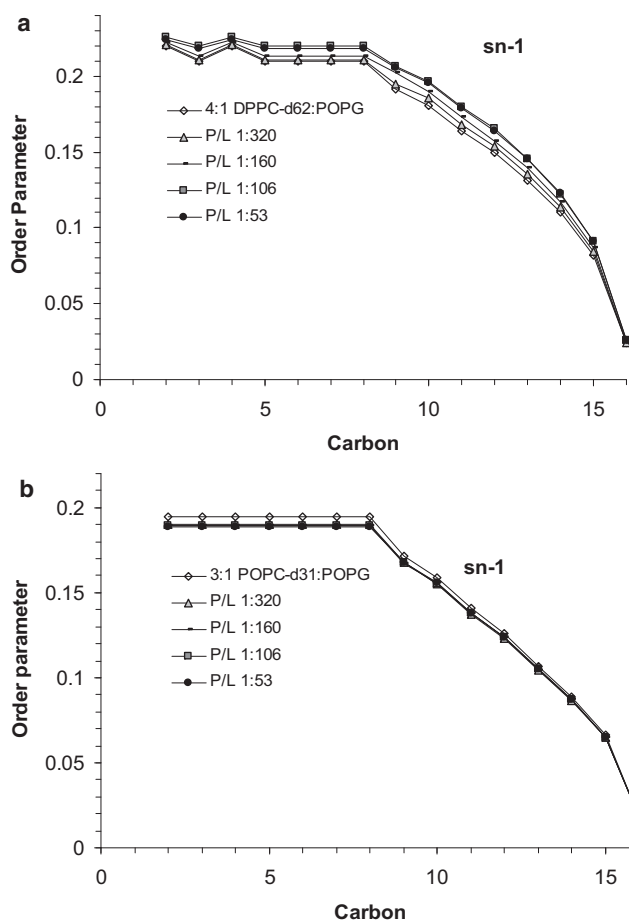 a
sn-1
0.2
0.15
0.1
0.05
0
Order Parameter
4:1 DPPC-d62:POPG
P/L 1:320
P/L 1:160
P/L 1:106
P/L 1:53
0 5 10 15
Carbon
b
sn-1
0.2
0.15
0.1
0.05
0
Order parameter
3:1 POPC-d31:POPG
P/L 1:320
P/L 1:160
P/L 1:106
P/L 1:53
0 5 10 15
Carbon